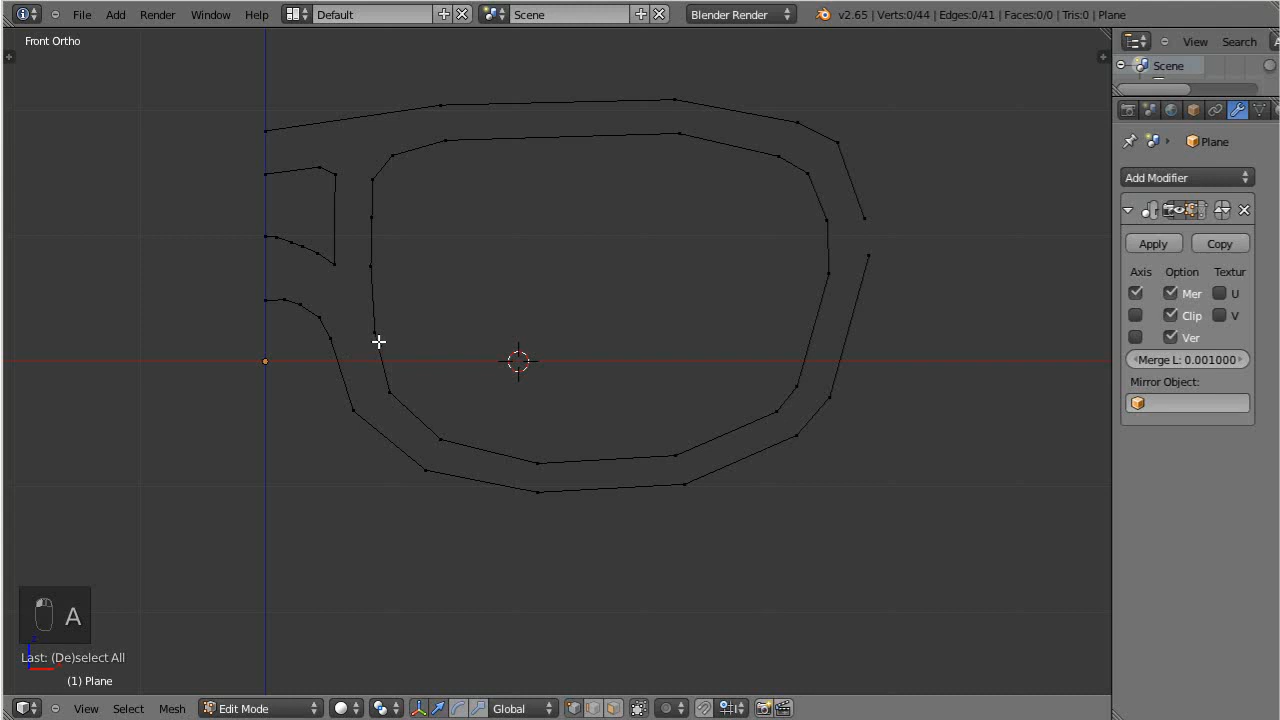 File Add Render Window Help Default Scene Blender Render v2.65 | Verts:0/44 | Edges:0/41 | Faces:0/0 | Tris:0 | Plane
Front Ortho
View Search
Scene
Plane
Add Modifier
Apply Copy
Axis Option Textur
Mer U
Clip V
Ver
Merge L: 0.001000
Mirror Object:
A
z
Last: (De)select All
(1) Plane
View Select Mesh Edit Mode Global